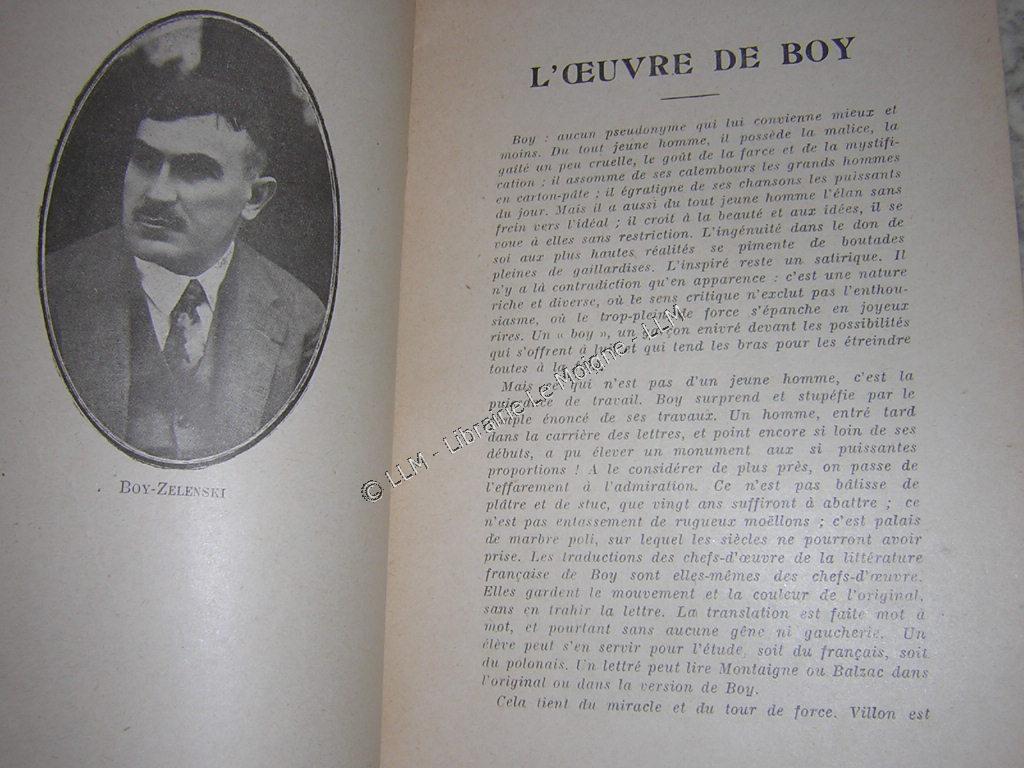 BOY-ZELENSKI
L'ŒUVRE DE BOY
Boy : aucun pseudonyme qui lui convienne mieux et
moins. Du tout jeune homme, il possède la malice, la
gaîté un peu cruelle, le goût de la farce et de la mystifi-
cation ; il assomme de ses calembours les grands hommes
en carton-pâte ; il égratigne de ses chansons les puissants
du jour. Mais il a aussi du tout jeune homme l'élan sans
frein vers l'idéal ; il croit à la beauté et aux idées, il se
voue à elles sans restriction. L'ingénuité dans le don de
soi aux plus hautes réalités se pimente de boutades
pleines de gaillardises. L'inspiré reste un satirique. Il
n'y a là contradiction qu'en apparence : c'est une nature
riche et diverse, où le sens critique n'exclut pas l'enthou-
siasme, où le trop-plein de force s'épanche en joyeux
rires. Un « boy », un garçon enivré devant les possibilités
qui s'offrent à lui et qui tend les bras pour les étreindre
toutes à la
Mais ce qui n'est pas d'un jeune homme, c'est la
puissance de travail. Boy surprend et stupéfie par le
simple énoncé de ses travaux. Un homme, entré tard
dans la carrière des lettres, et point encore si loin de ses
débuts, a pu élever un monument aux si puissantes
proportions ! A le considérer de plus près, on passe de
l'effarement à l'admiration. Ce n'est pas bâtisse de
plâtre et de stuc, que vingt ans suffiront à abattre ; ce
n'est pas entassement de rugueux moëllons ; c'est palais
de marbre poli, sur lequel les siècles ne pourront avoir
prise. Les traductions des chefs-d'œuvre de la littérature
française de Boy sont elles-mêmes des chefs-d'œuvre.
Elles gardent le mouvement et la couleur de l'original,
sans en trahir la lettre. La translation est faite mot à
mot, et pourtant sans aucune gêne ni gaucherie. Un
élève peut s'en servir pour l'étude, soit du français, soit
du polonais. Un lettré peut lire Montaigne ou Balzac dans
l'original ou dans la version de Boy.
Cela tient du miracle et du tour de force. Villon est
© LLM - Librairie Le Moigne - LLM